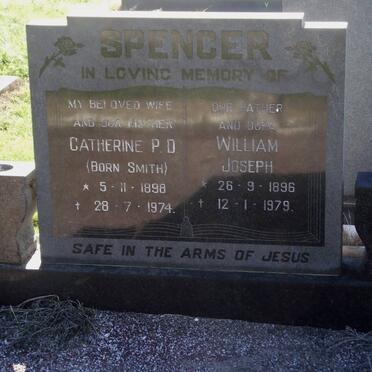 SPENCER
IN LOVING MEMORY OF
MY BELOVED WIFE
AND OUR MOTHER
CATHERINE P. D
(BORN SMITH)
* 5-11-1898
† 28-7-1974.
OUR FATHER
AND OUPA
WILLIAM
JOSEPH
* 26-9-1896
† 12-1-1979.
SAFE IN THE ARMS OF JESUS